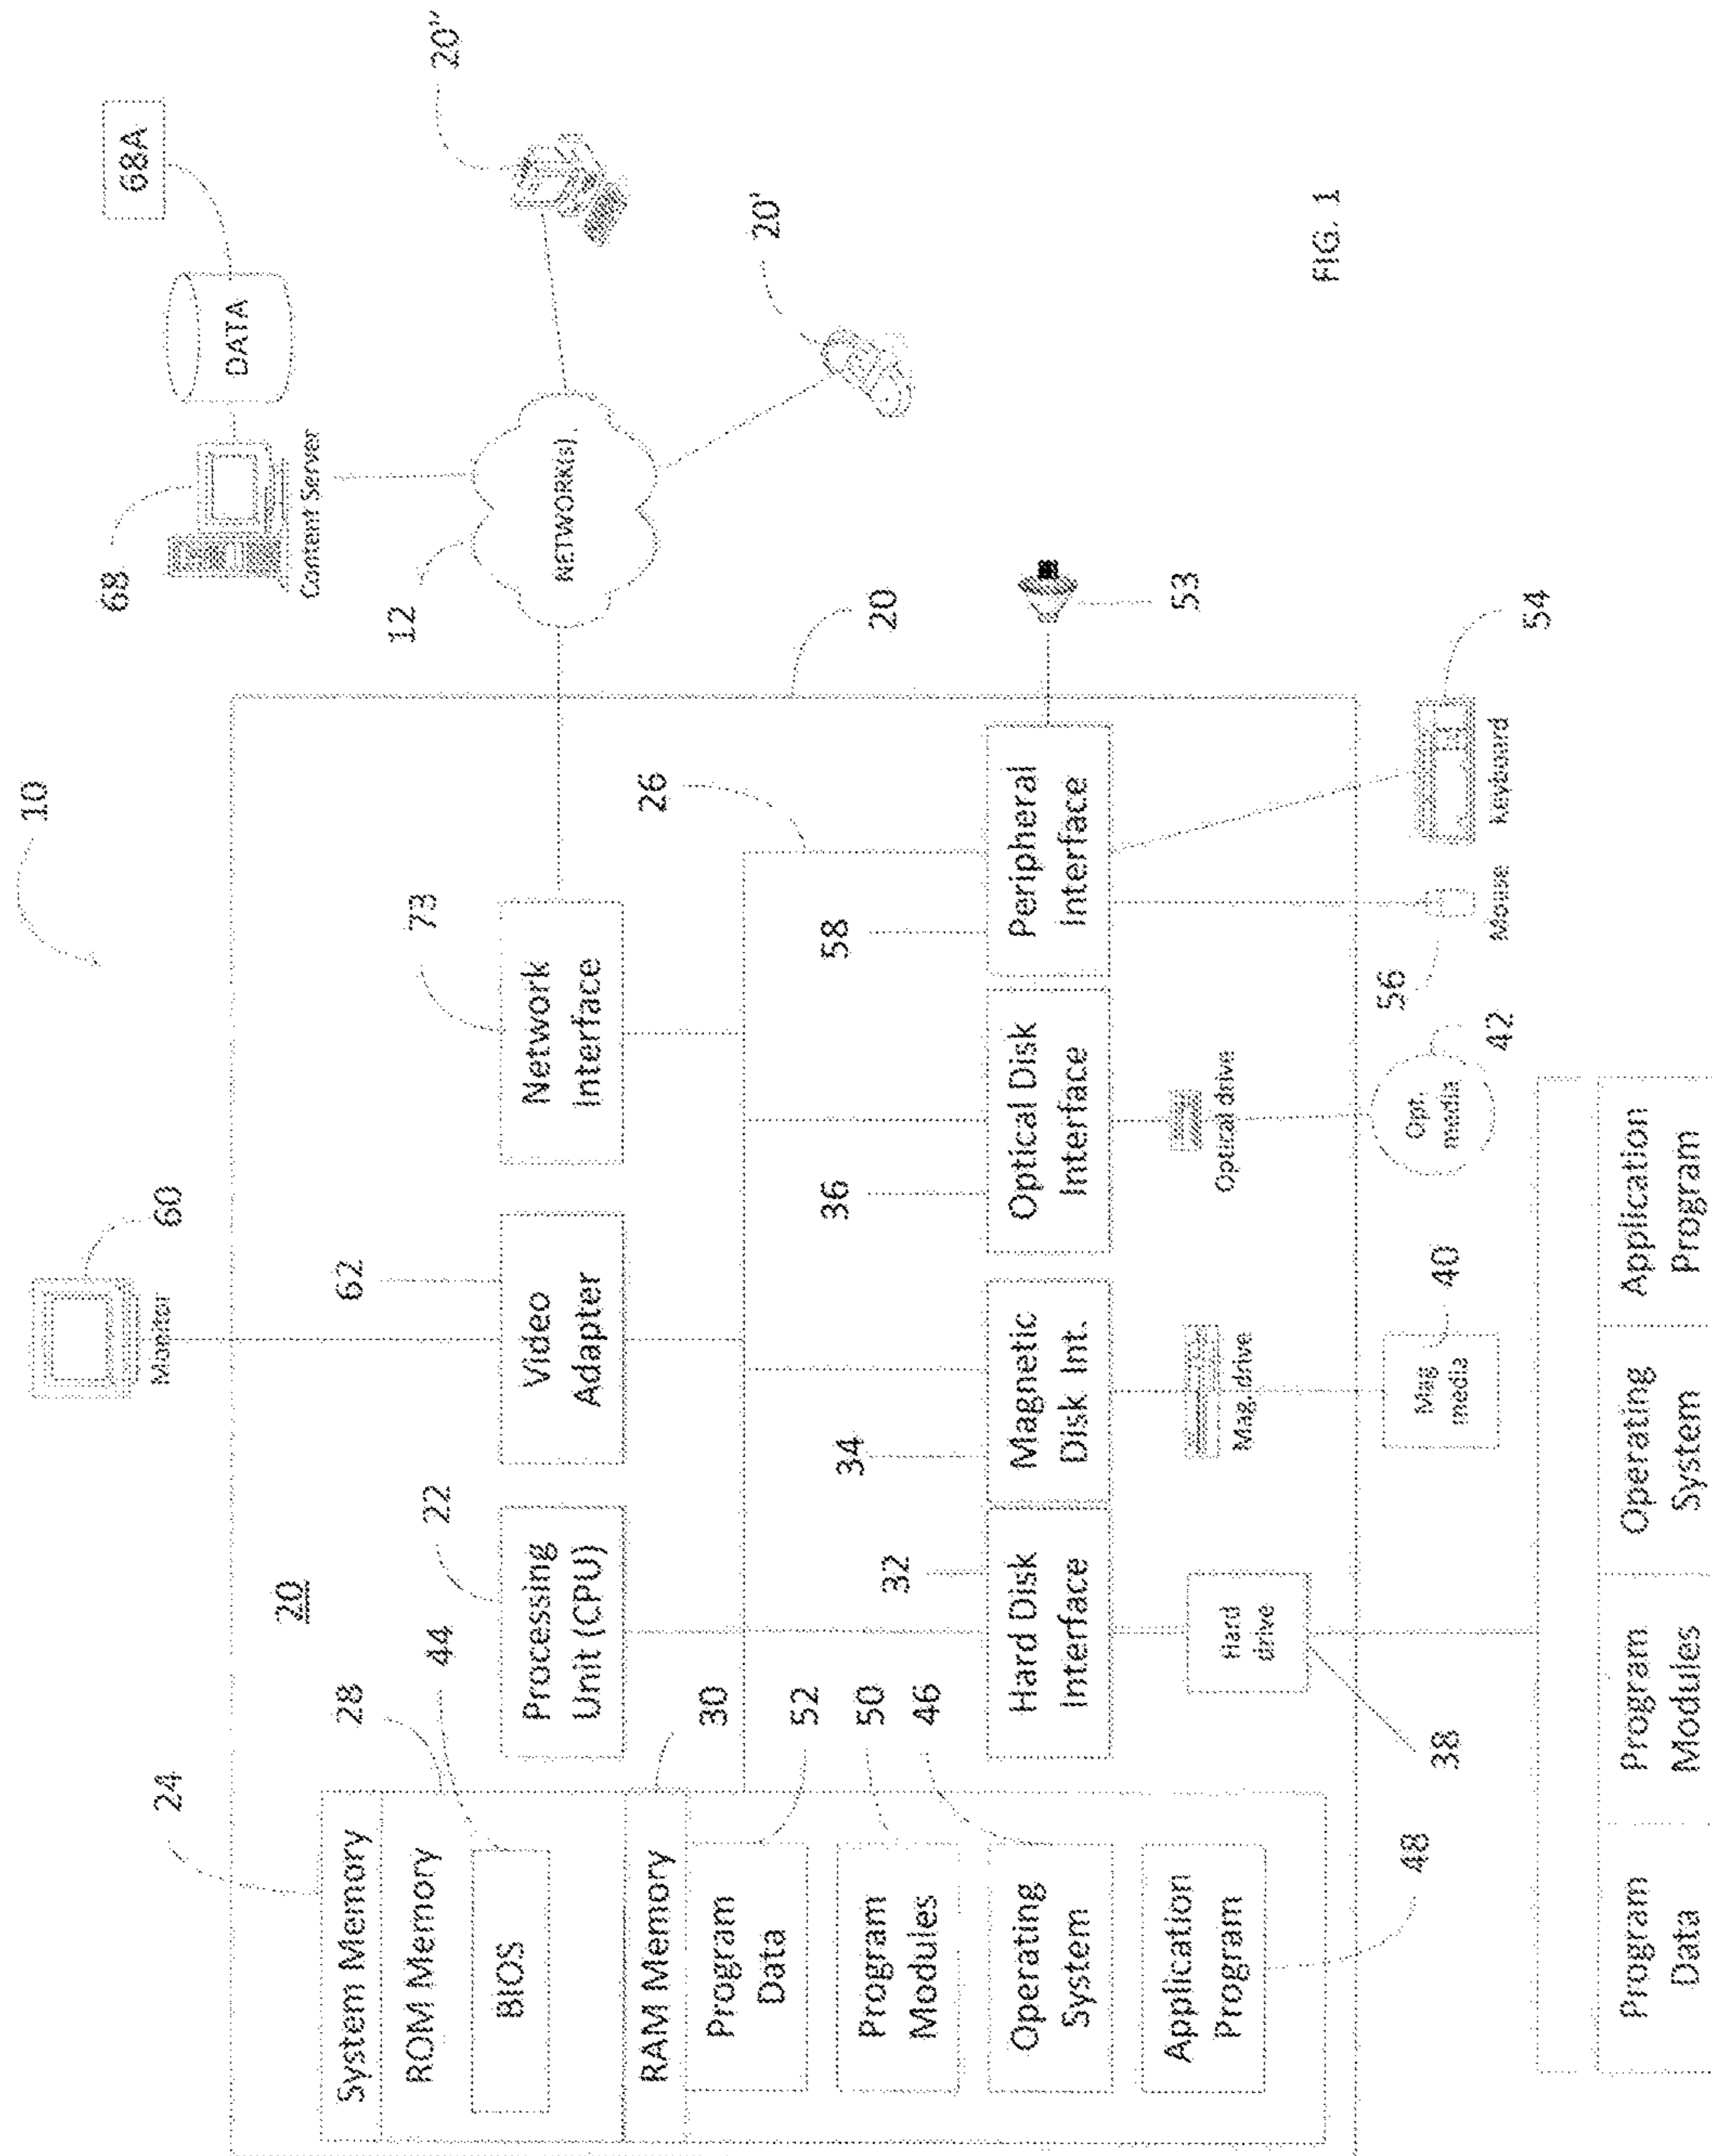 10
60
Monitor
68
Content Server
DATA
68A
12
NETWORK(s)
20"
20'
20
24
System Memory
28
44
ROM Memory
BIOS
30
RAM Memory
52
Program
Data
50
Program
Modules
46
Operating
System
48
Application
Program
20
22
Processing
Unit (CPU)
62
Video
Adapter
73
Network
Interface
26
32
Hard Disk
Interface
34
Magnetic
Disk Int.
36
Optical Disk
Interface
58
Peripheral
Interface
53
38
Hard
drive
Mag. drive
Optical drive
40
Mag
media
42
Opt.
media
56
Mouse
54
Keyboard
Program
Data
Program
Modules
Operating
System
Application
Program
FIG. 1